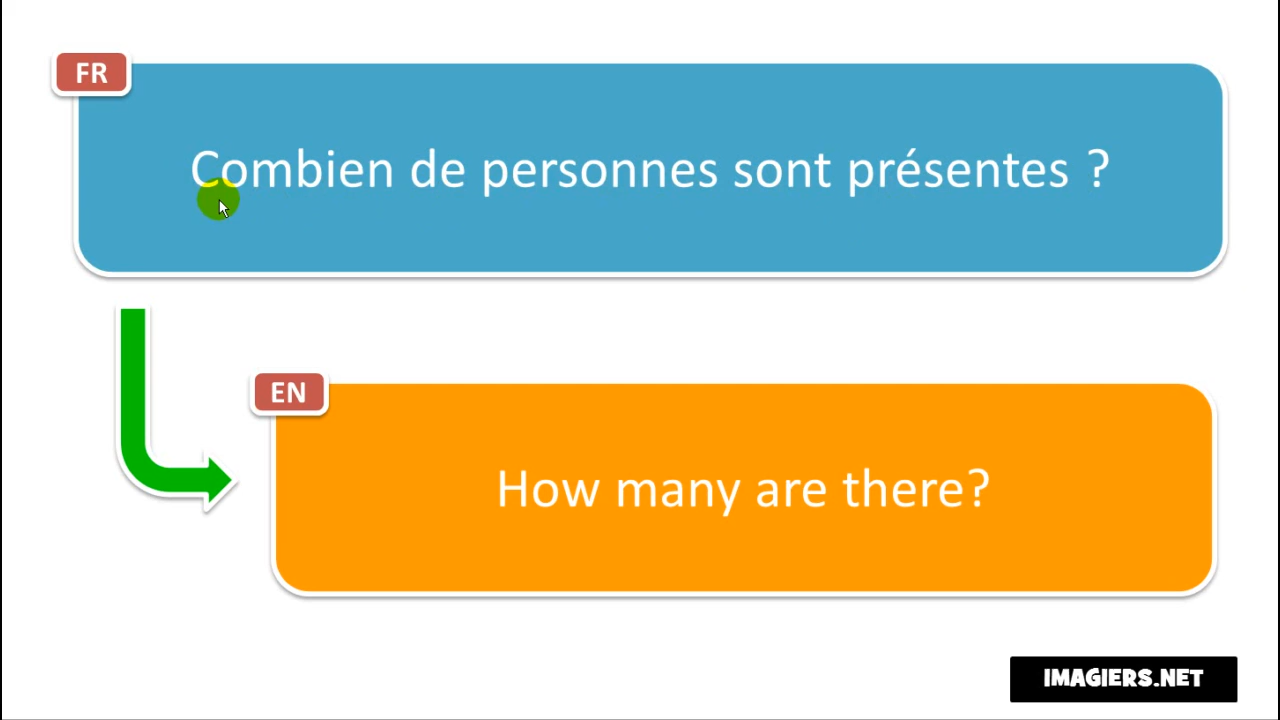 FR
Combien de personnes sont présentes ?
EN
How many are there?
IMAGIERS.NET